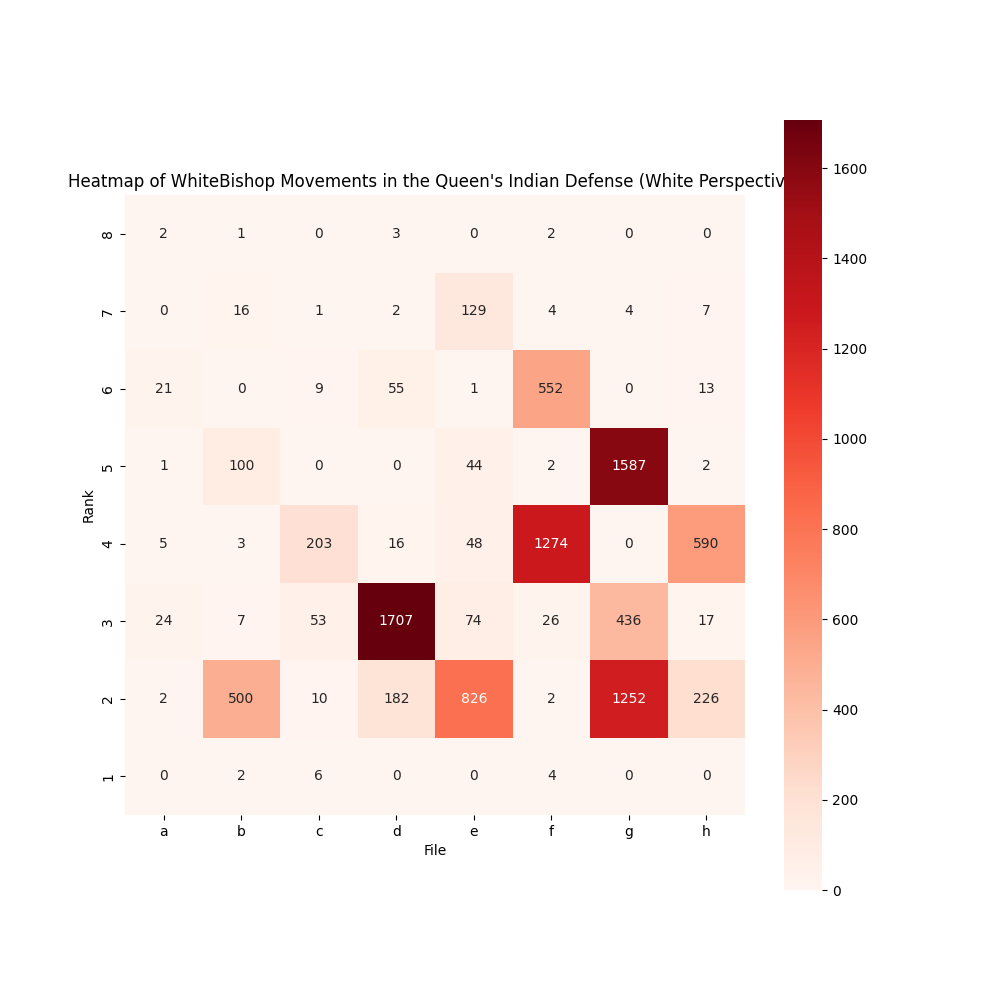 Heatmap of WhiteBishop Movements in the Queen's Indian Defense (White Perspectiv
1600
8 2 1 0 3 0 2 0 0
1400
7 0 16 1 2 129 4 4 7
1200
6 21 0 9 55 1 552 0 13
1000
5 1 100 0 0 44 2 1587 2
Rank
800
4 5 3 203 16 48 1274 0 590
600
3 24 7 53 1707 74 26 436 17
400
2 2 500 10 182 826 2 1252 226
200
1 0 2 6 0 0 4 0 0
a b c d e f g h
File
0